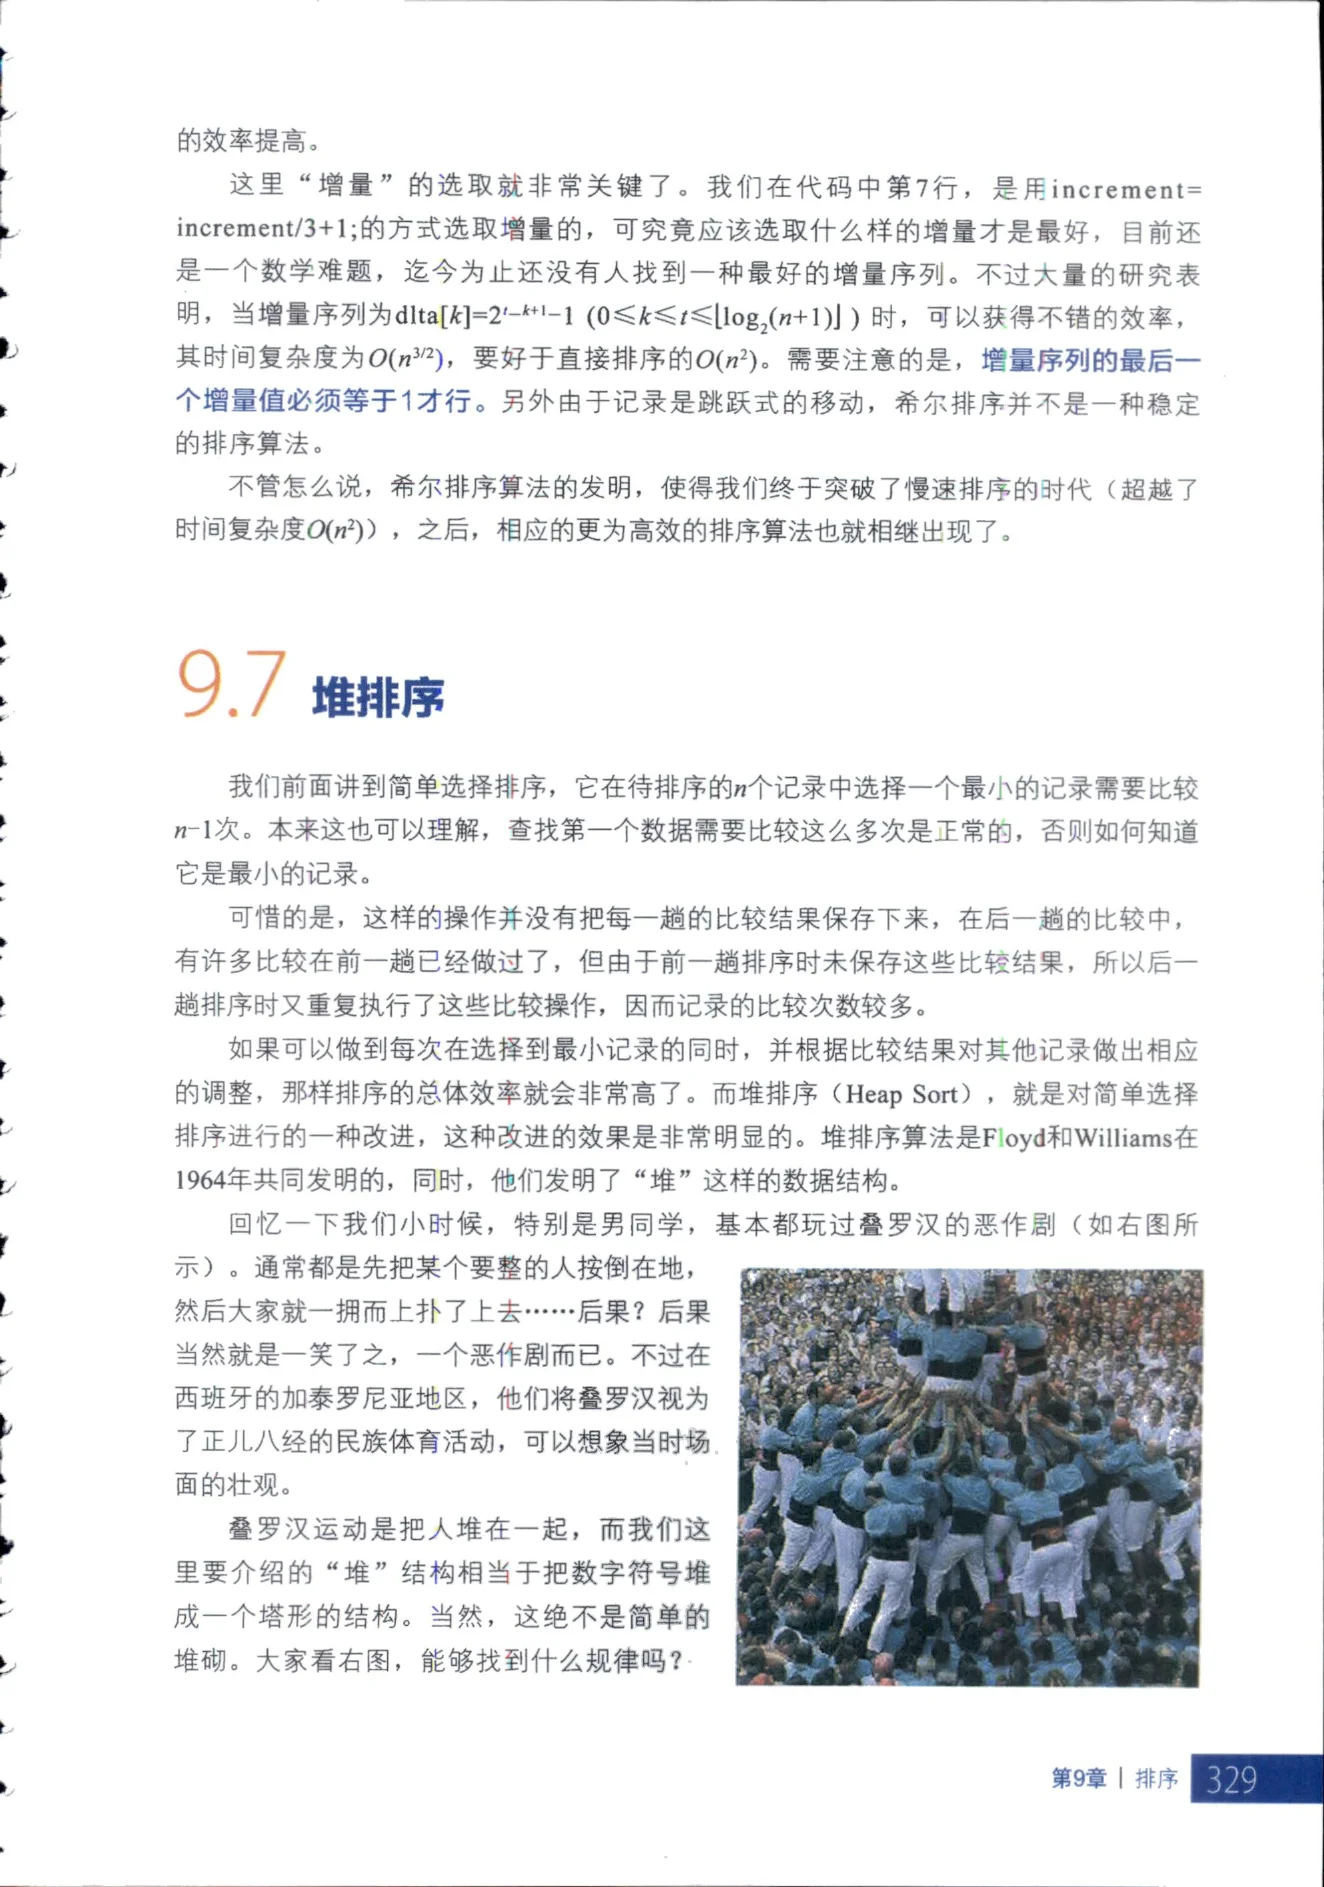 的效率提高。
这里“增量”的选取就非常关键了。我们在代码中第7行，是用increment=
increment/3+1;的方式选取增量的，可究竟应该选取什么样的增量才是最好，目前还
是一个数学难题，迄今为止还没有人找到一种最好的增量序列。不过大量的研究表
明，当增量序列为dlta[k]=2ᵗ⁻ᵏ⁺¹-1 (0≤k≤t≤⌊log₂(n+1)⌋ ) 时，可以获得不错的效率，
其时间复杂度为O(n^{3/2})，要好于直接排序的O(n²)。需要注意的是，增量序列的最后一
个增量值必须等于1才行。另外由于记录是跳跃式的移动，希尔排序并不是一种稳定
的排序算法。
不管怎么说，希尔排序算法的发明，使得我们终于突破了慢速排序的时代（超越了
时间复杂度O(n²)），之后，相应的更为高效的排序算法也就相继出现了。
9.7 堆排序
我们前面讲到简单选择排序，它在待排序的n个记录中选择一个最小的记录需要比较
n-1次。本来这也可以理解，查找第一个数据需要比较这么多次是正常的，否则如何知道
它是最小的记录。
可惜的是，这样的操作并没有把每一趟的比较结果保存下来，在后一趟的比较中，
有许多比较在前一趟已经做过了，但由于前一趟排序时未保存这些比较结果，所以后一
趟排序时又重复执行了这些比较操作，因而记录的比较次数较多。
如果可以做到每次在选择到最小记录的同时，并根据比较结果对其他记录做出相应
的调整，那样排序的总体效率就会非常高了。而堆排序（Heap Sort），就是对简单选择
排序进行的一种改进，这种改进的效果是非常明显的。堆排序算法是Floyd和Williams在
1964年共同发明的，同时，他们发明了“堆”这样的数据结构。
回忆一下我们小时候，特别是男同学，基本都玩过叠罗汉的恶作剧（如右图所
示）。通常都是先把某个要整的人按倒在地，
然后大家就一拥而上扑了上去……后果？后果
当然就是一笑了之，一个恶作剧而已。不过在
西班牙的加泰罗尼亚地区，他们将叠罗汉视为
了正儿八经的民族体育活动，可以想象当时场
面的壮观。
叠罗汉运动是把人堆在一起，而我们这
里要介绍的“堆”结构相当于把数字符号堆
成一个塔形的结构。当然，这绝不是简单的
堆砌。大家看右图，能够找到什么规律吗？
第9章 | 排序 329